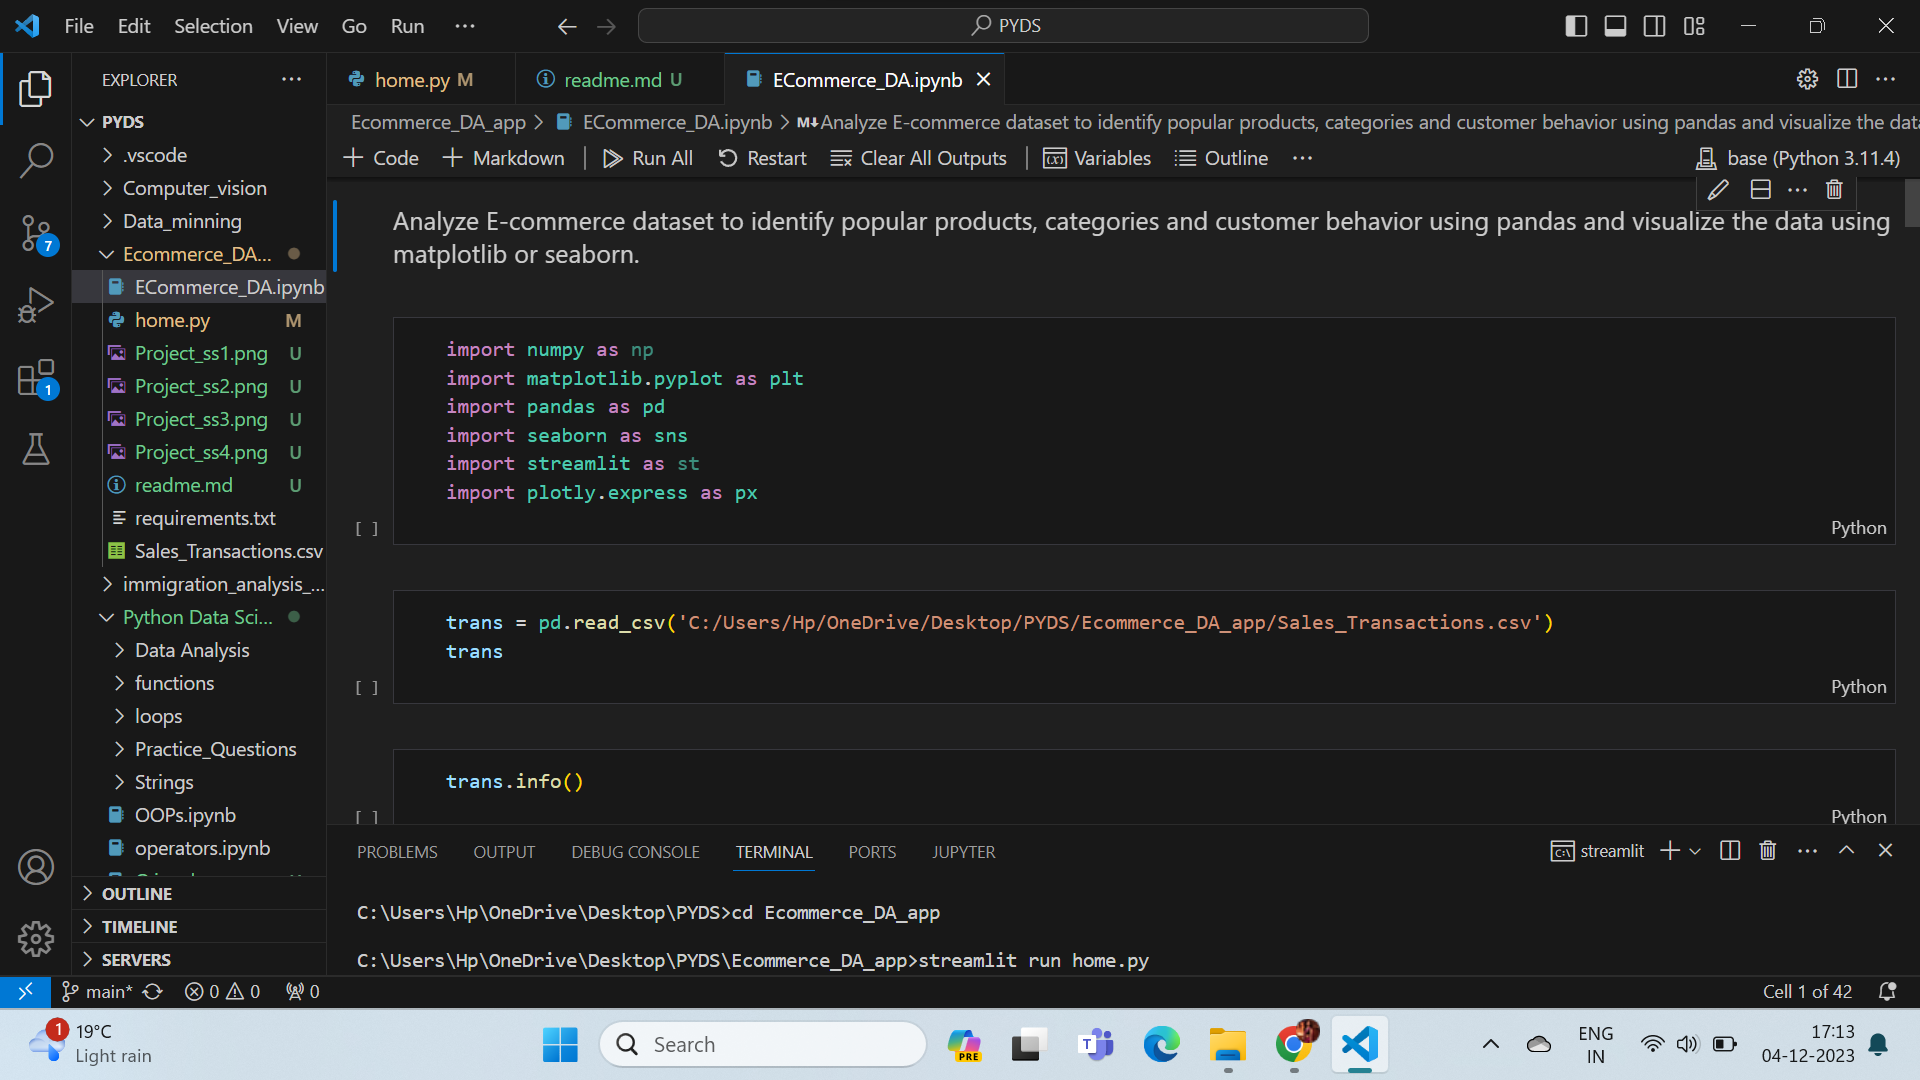 File Edit Selection View Go Run ··· PYDS
EXPLORER
home.py M readme.md U ECommerce_DA.ipynb
PYDS
Ecommerce_DA_app > ECommerce_DA.ipynb > M↓Analyze E-commerce dataset to identify popular products, categories and customer behavior using pandas and visualize the data
Code Markdown Run All Restart Clear All Outputs Variables Outline ··· base (Python 3.11.4)
.vscode
Computer_vision
Data_minning
Ecommerce_DA...
ECommerce_DA.ipynb
home.py M
Project_ss1.png U
Project_ss2.png U
Project_ss3.png U
Project_ss4.png U
readme.md U
requirements.txt
Sales_Transactions.csv
immigration_analysis_...
Python Data Sci...
Data Analysis
functions
loops
Practice_Questions
Strings
OOPs.ipynb
operators.ipynb
OUTLINE
TIMELINE
SERVERS
7
1
Analyze E-commerce dataset to identify popular products, categories and customer behavior using pandas and visualize the data using
matplotlib or seaborn.
import numpy as np
import matplotlib.pyplot as plt
import pandas as pd
import seaborn as sns
import streamlit as st
import plotly.express as px
[ ] Python
trans = pd.read_csv('C:/Users/Hp/OneDrive/Desktop/PYDS/Ecommerce_DA_app/Sales_Transactions.csv')
trans
[ ] Python
trans.info()
[ ] Python
PROBLEMS OUTPUT DEBUG CONSOLE TERMINAL PORTS JUPYTER streamlit
C:\Users\Hp\OneDrive\Desktop\PYDS>cd Ecommerce_DA_app
C:\Users\Hp\OneDrive\Desktop\PYDS\Ecommerce_DA_app>streamlit run home.py
main* 0 0 0 Cell 1 of 42
1 19°C
Light rain
Search
PRE
ENG
IN
17:13
04-12-2023